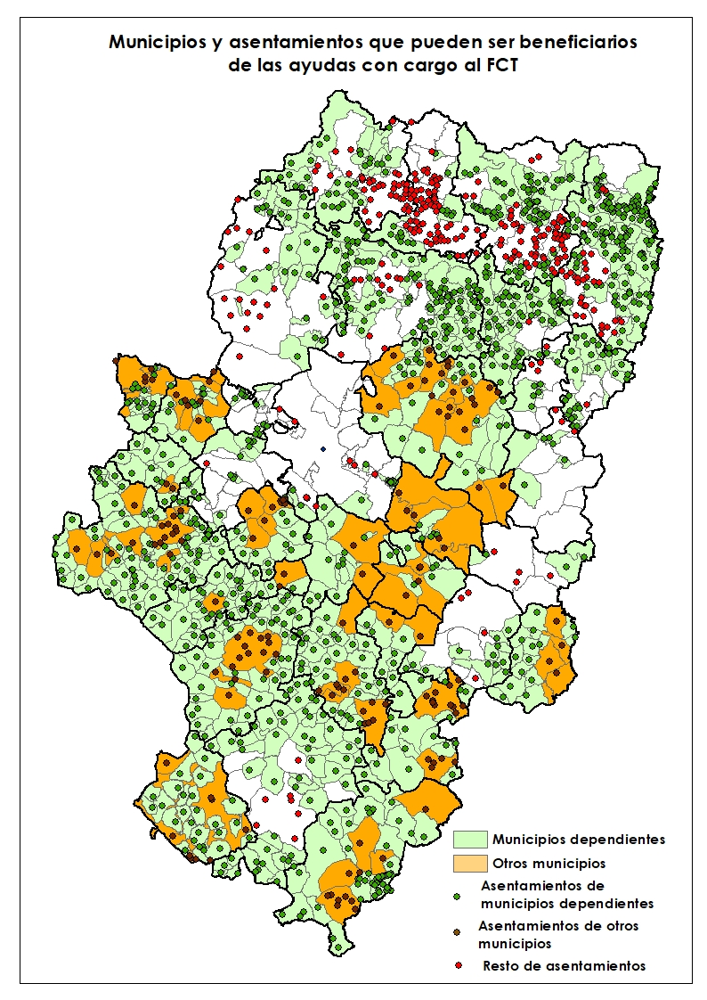 Municipios y asentamientos que pueden ser beneficiarios
de las ayudas con cargo al FCT
Municipios dependientes
Otros municipios
Asentamientos de
municipios dependientes
Asentamientos de otros
municipios
Resto de asentamientos